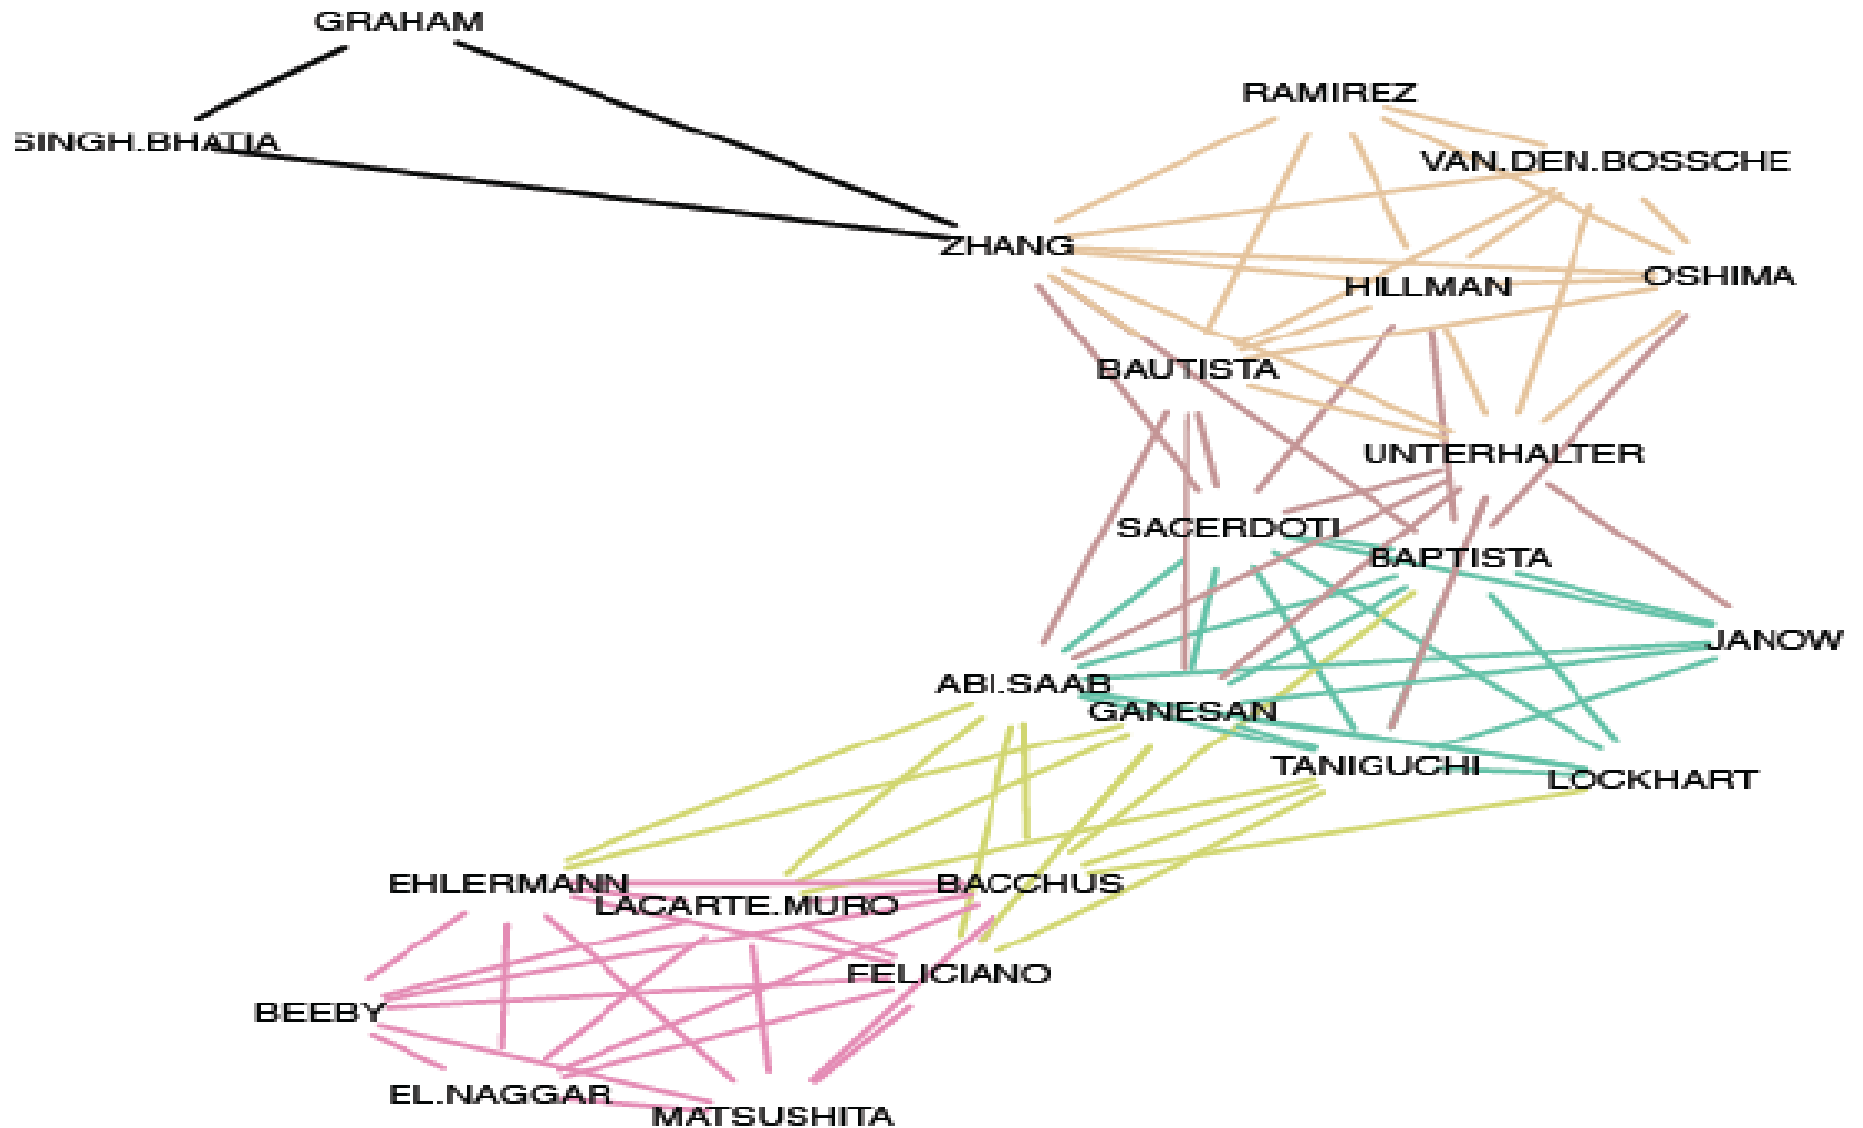 GRAHAM
RAMIREZ
SINGH.BHATIA
VAN.DEN.BOSSCHE
ZHANG
HILLMAN
OSHIMA
BAUTISTA
UNTERHALTER
SACERDOTI
BAPTISTA
JANOW
ABI.SAAB
GANESAN
TANIGUCHI
LOCKHART
EHLERMANN
BACCHUS
LACARTE.MURO
FELICIANO
BEEBY
EL.NAGGAR
MATSUSHITA